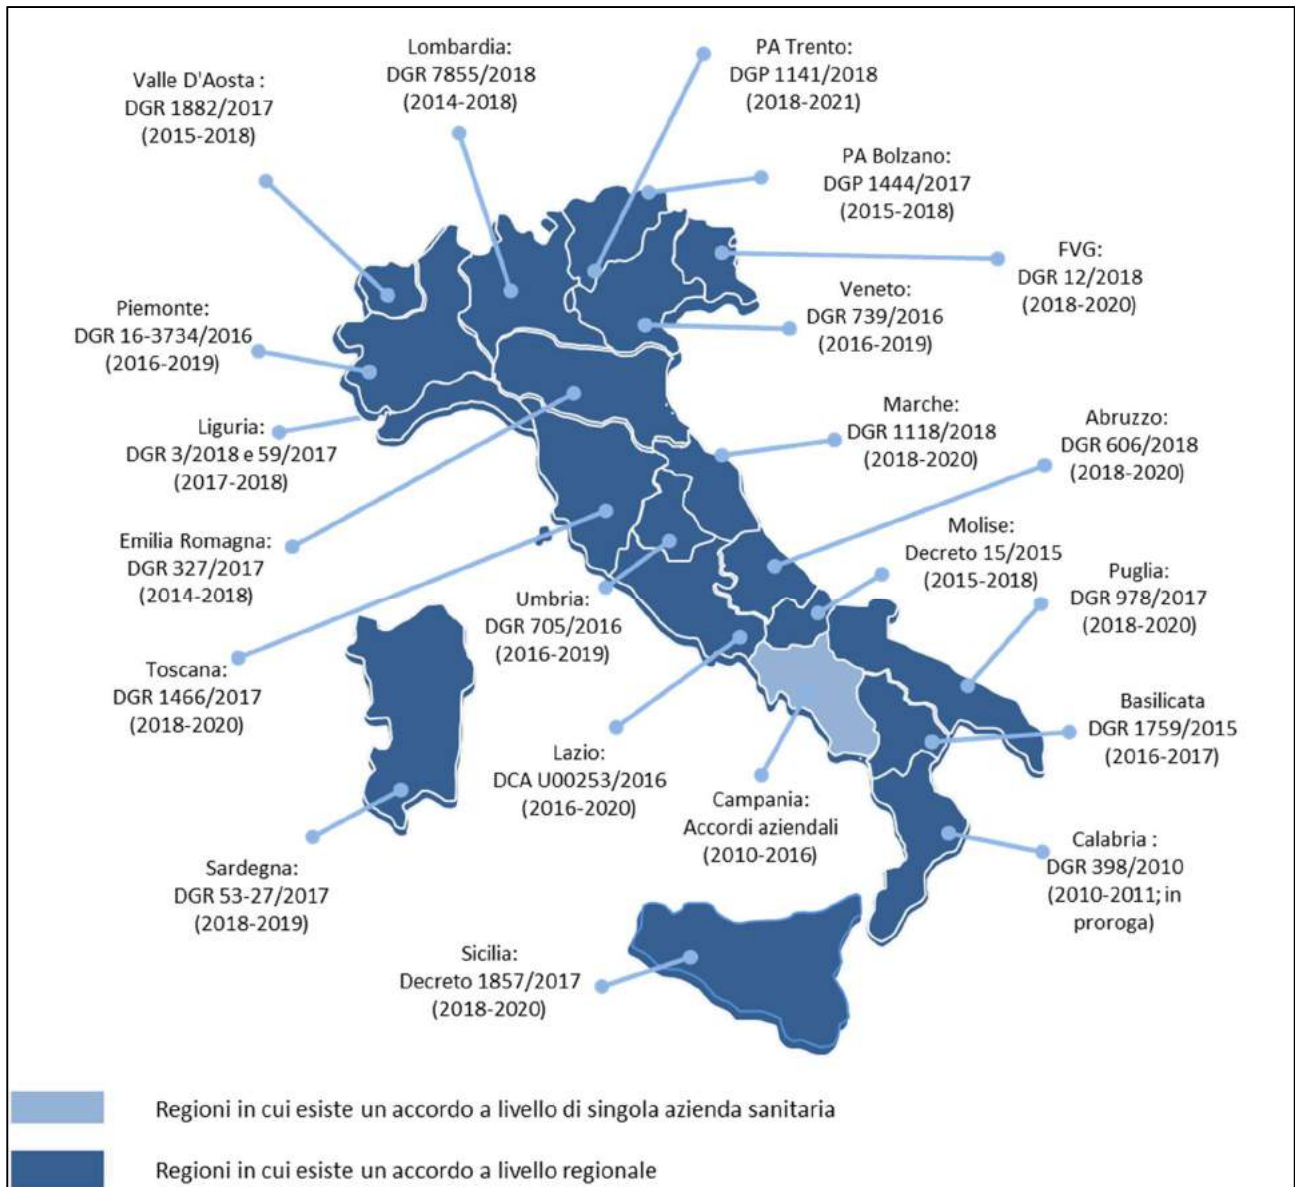 Lombardia:
DGR 7855/2018
(2014-2018)
PA Trento:
DGP 1141/2018
(2018-2021)
Valle D'Aosta :
DGR 1882/2017
(2015-2018)
PA Bolzano:
DGP 1444/2017
(2015-2018)
FVG:
DGR 12/2018
(2018-2020)
Veneto:
DGR 739/2016
(2016-2019)
Piemonte:
DGR 16-3734/2016
(2016-2019)
Marche:
DGR 1118/2018
(2018-2020)
Abruzzo:
DGR 606/2018
(2018-2020)
Liguria:
DGR 3/2018 e 59/2017
(2017-2018)
Molise:
Decreto 15/2015
(2015-2018)
Emilia Romagna:
DGR 327/2017
(2014-2018)
Puglia:
DGR 978/2017
(2018-2020)
Umbria:
DGR 705/2016
(2016-2019)
Toscana:
DGR 1466/2017
(2018-2020)
Basilicata
DGR 1759/2015
(2016-2017)
Lazio:
DCA U00253/2016
(2016-2020)
Campania:
Accordi aziendali
(2010-2016)
Calabria :
DGR 398/2010
(2010-2011; in
proroga)
Sardegna:
DGR 53-27/2017
(2018-2019)
Sicilia:
Decreto 1857/2017
(2018-2020)
Regioni in cui esiste un accordo a livello di singola azienda sanitaria
Regioni in cui esiste un accordo a livello regionale